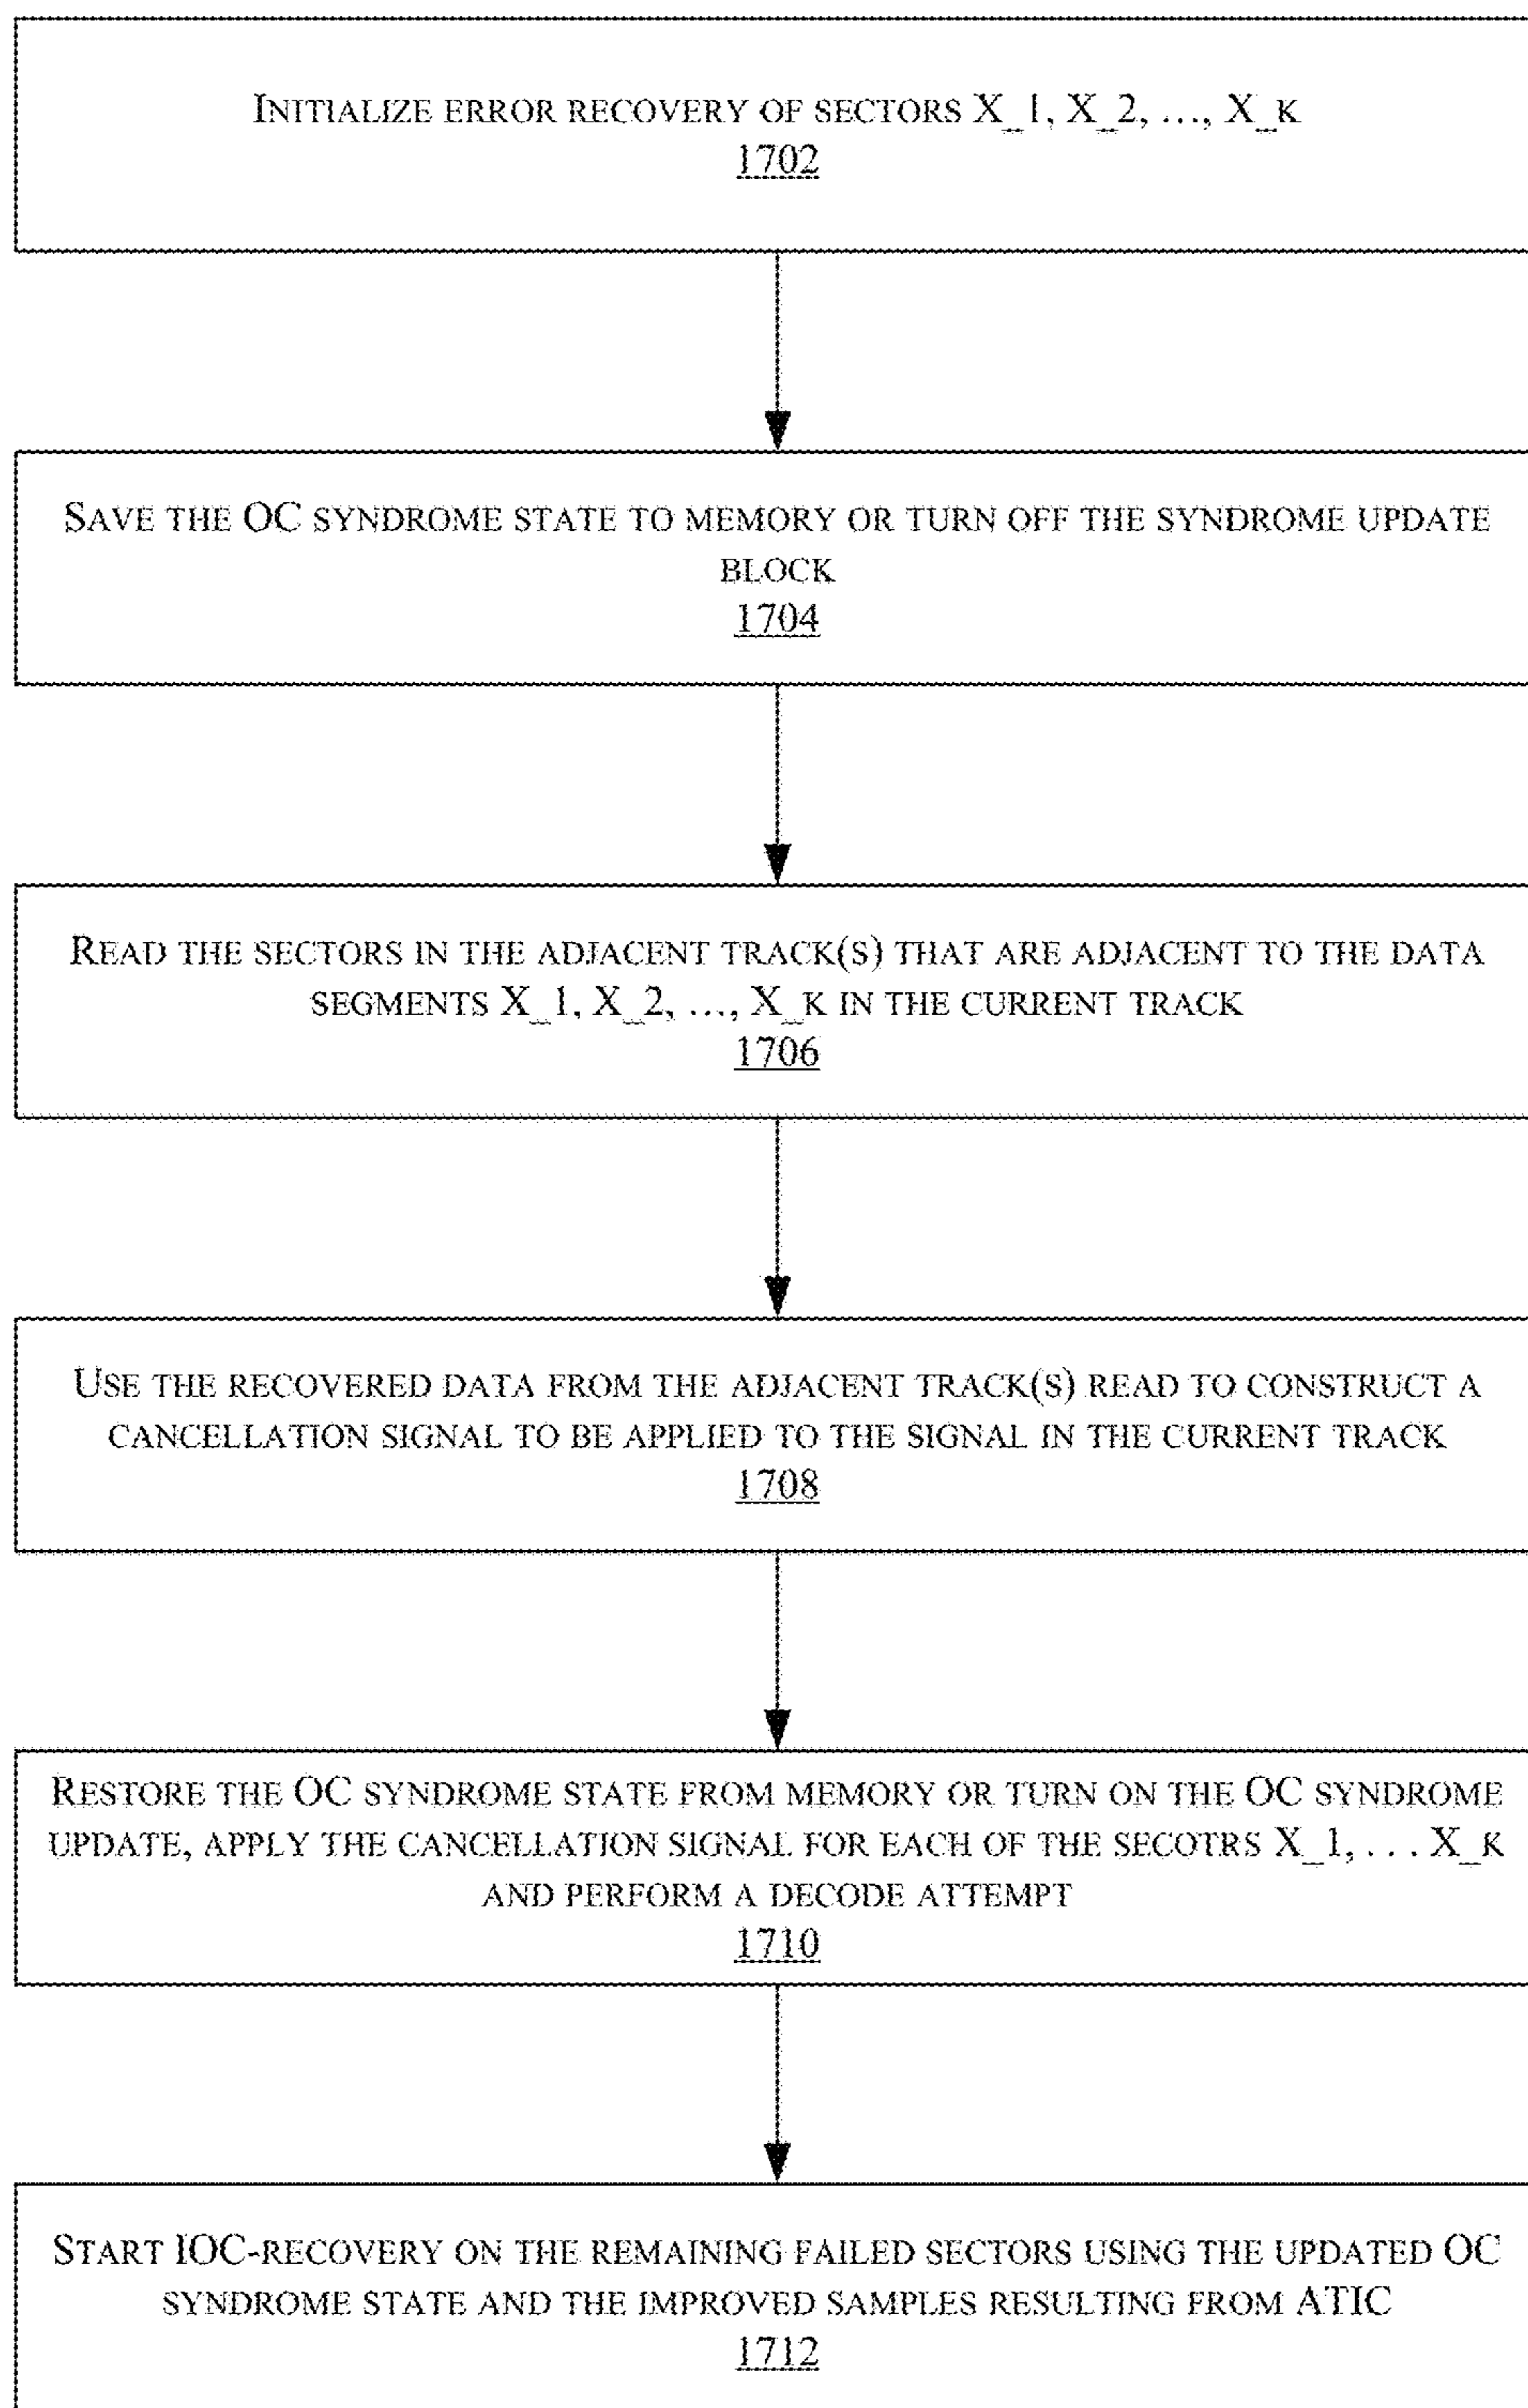 INITIALIZE ERROR RECOVERY OF SECTORS X_1, X_2, ..., X_K
1702
SAVE THE OC SYNDROME STATE TO MEMORY OR TURN OFF THE SYNDROME UPDATE
BLOCK
1704
READ THE SECTORS IN THE ADJACENT TRACK(S) THAT ARE ADJACENT TO THE DATA
SEGMENTS X_1, X_2, ..., X_K IN THE CURRENT TRACK
1706
USE THE RECOVERED DATA FROM THE ADJACENT TRACK(S) READ TO CONSTRUCT A
CANCELLATION SIGNAL TO BE APPLIED TO THE SIGNAL IN THE CURRENT TRACK
1708
RESTORE THE OC SYNDROME STATE FROM MEMORY OR TURN ON THE OC SYNDROME
UPDATE, APPLY THE CANCELLATION SIGNAL FOR EACH OF THE SECOTRS X_1, . . . X_K
AND PERFORM A DECODE ATTEMPT
1710
START IOC-RECOVERY ON THE REMAINING FAILED SECTORS USING THE UPDATED OC
SYNDROME STATE AND THE IMPROVED SAMPLES RESULTING FROM ATIC
1712